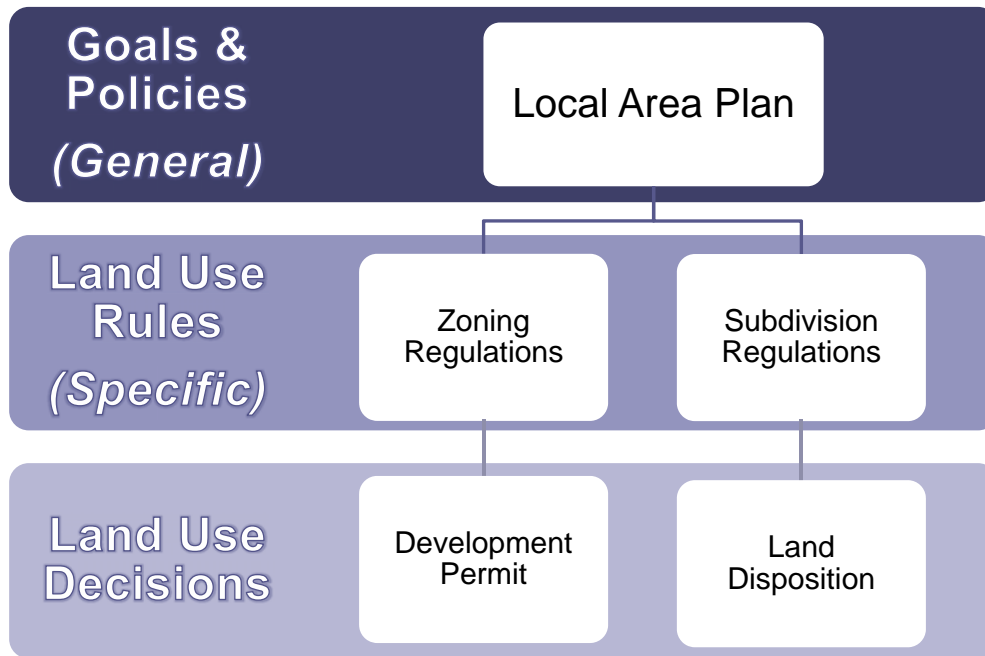 Goals &
Policies
(General)
Local Area Plan
Land Use
Rules
(Specific)
Zoning
Regulations
Subdivision
Regulations
Land Use
Decisions
Development
Permit
Land
Disposition